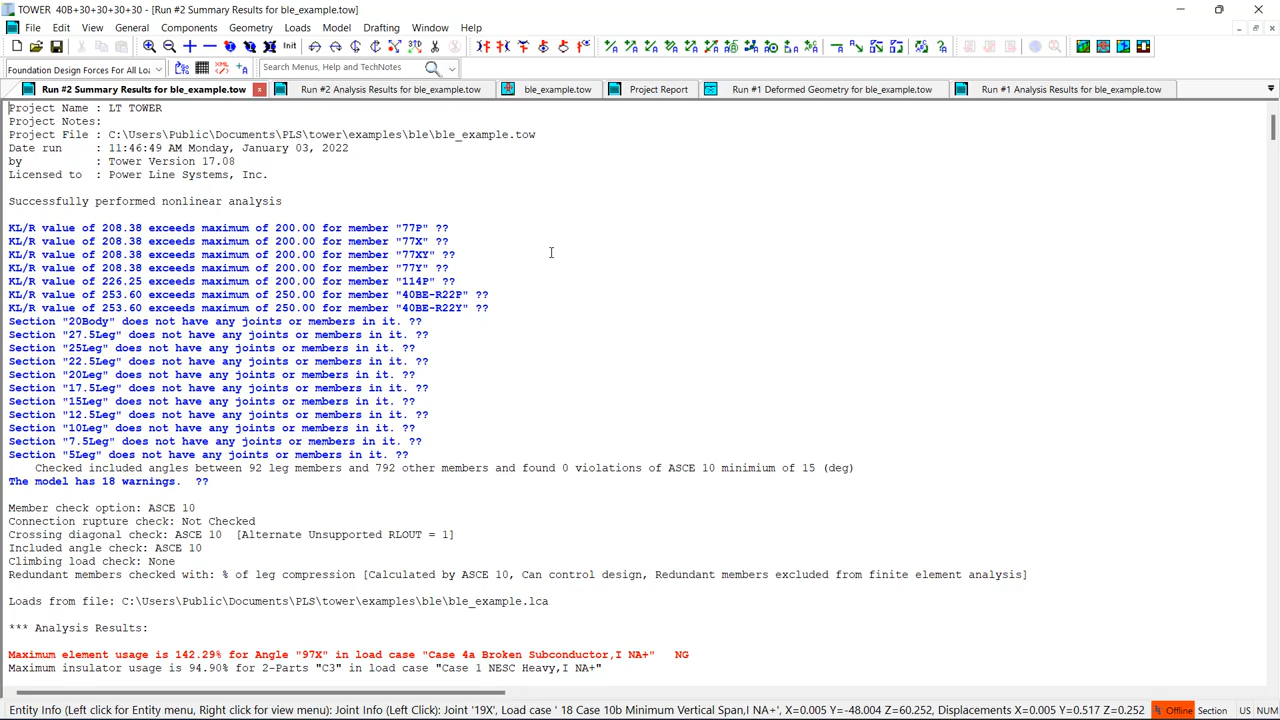 TOWER 40B+30+30+30+30 - [Run #2 Summary Results for ble_example.tow]
File Edit View General Components Geometry Loads Model Drafting Window Help
Init
Foundation Design Forces For All Loa
Search Menus, Help and TechNotes
Run #2 Summary Results for ble_example.tow x Run #2 Analysis Results for ble_example.tow ble_example.tow Project Report Run #1 Deformed Geometry for ble_example.tow Run #1 Analysis Results for ble_example.tow
Project Name : LT TOWER
Project Notes:
Project File : C:\Users\Public\Documents\PLS\tower\examples\ble\ble_example.tow
Date run : 11:46:49 AM Monday, January 03, 2022
by : Tower Version 17.08
Licensed to : Power Line Systems, Inc.
Successfully performed nonlinear analysis
KL/R value of 208.38 exceeds maximum of 200.00 for member "77P" ??
KL/R value of 208.38 exceeds maximum of 200.00 for member "77X" ??
KL/R value of 208.38 exceeds maximum of 200.00 for member "77XY" ??
KL/R value of 208.38 exceeds maximum of 200.00 for member "77Y" ??
KL/R value of 226.25 exceeds maximum of 200.00 for member "114P" ??
KL/R value of 253.60 exceeds maximum of 250.00 for member "40BE-R22P" ??
KL/R value of 253.60 exceeds maximum of 250.00 for member "40BE-R22Y" ??
Section "20Body" does not have any joints or members in it. ??
Section "27.5Leg" does not have any joints or members in it. ??
Section "25Leg" does not have any joints or members in it. ??
Section "22.5Leg" does not have any joints or members in it. ??
Section "20Leg" does not have any joints or members in it. ??
Section "17.5Leg" does not have any joints or members in it. ??
Section "15Leg" does not have any joints or members in it. ??
Section "12.5Leg" does not have any joints or members in it. ??
Section "10Leg" does not have any joints or members in it. ??
Section "7.5Leg" does not have any joints or members in it. ??
Section "5Leg" does not have any joints or members in it. ??
Checked included angles between 92 leg members and 792 other members and found 0 violations of ASCE 10 minimium of 15 (deg)
The model has 18 warnings. ??
Member check option: ASCE 10
Connection rupture check: Not Checked
Crossing diagonal check: ASCE 10 [Alternate Unsupported RLOUT = 1]
Included angle check: ASCE 10
Climbing load check: None
Redundant members checked with: % of leg compression [Calculated by ASCE 10, Can control design, Redundant members excluded from finite element analysis]
Loads from file: C:\Users\Public\Documents\PLS\tower\examples\ble\ble_example.lca
*** Analysis Results:
Maximum element usage is 142.29% for Angle "97X" in load case "Case 4a Broken Subconductor,I NA+" NG
Maximum insulator usage is 94.90% for 2-Parts "C3" in load case "Case 1 NESC Heavy,I NA+"
Entity Info (Left click for Entity menu, Right click for view menu): Joint Info (Left Click): Joint '19X', Load case ' 18 Case 10b Minimum Vertical Span,I NA+', X=0.005 Y=-48.004 Z=60.252, Displacements X=0.005 Y=0.517 Z=0.252 Offline Section US NUM